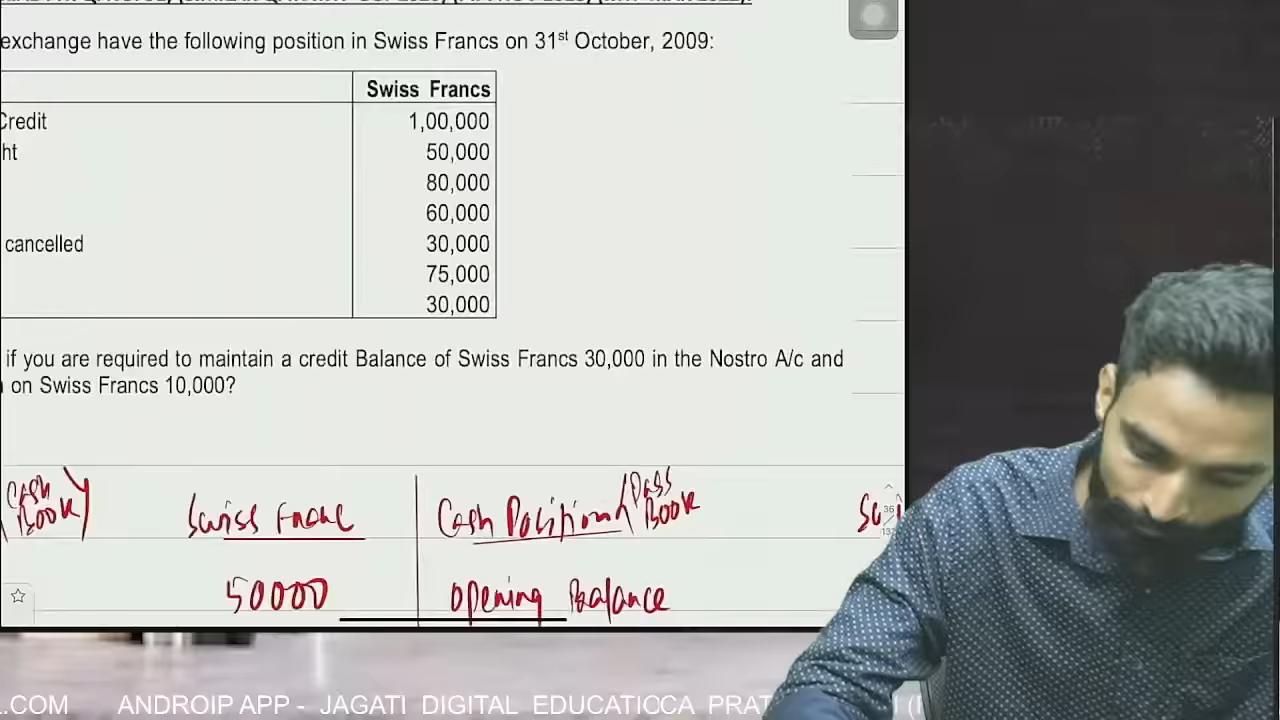 exchange have the following position in Swiss Francs on 31st October, 2009:
Swiss Francs
Credit 1,00,000
ht 50,000
80,000
60,000
cancelled 30,000
75,000
30,000
if you are required to maintain a credit Balance of Swiss Francs 30,000 in the Nostro A/c and
on Swiss Francs 10,000?
Cash Book) Swiss Franc Cash Position (Pass Book
50000 Opening Balance
.COM ANDROIP APP - JAGATI DIGITAL EDUCATIOCCA PRAT